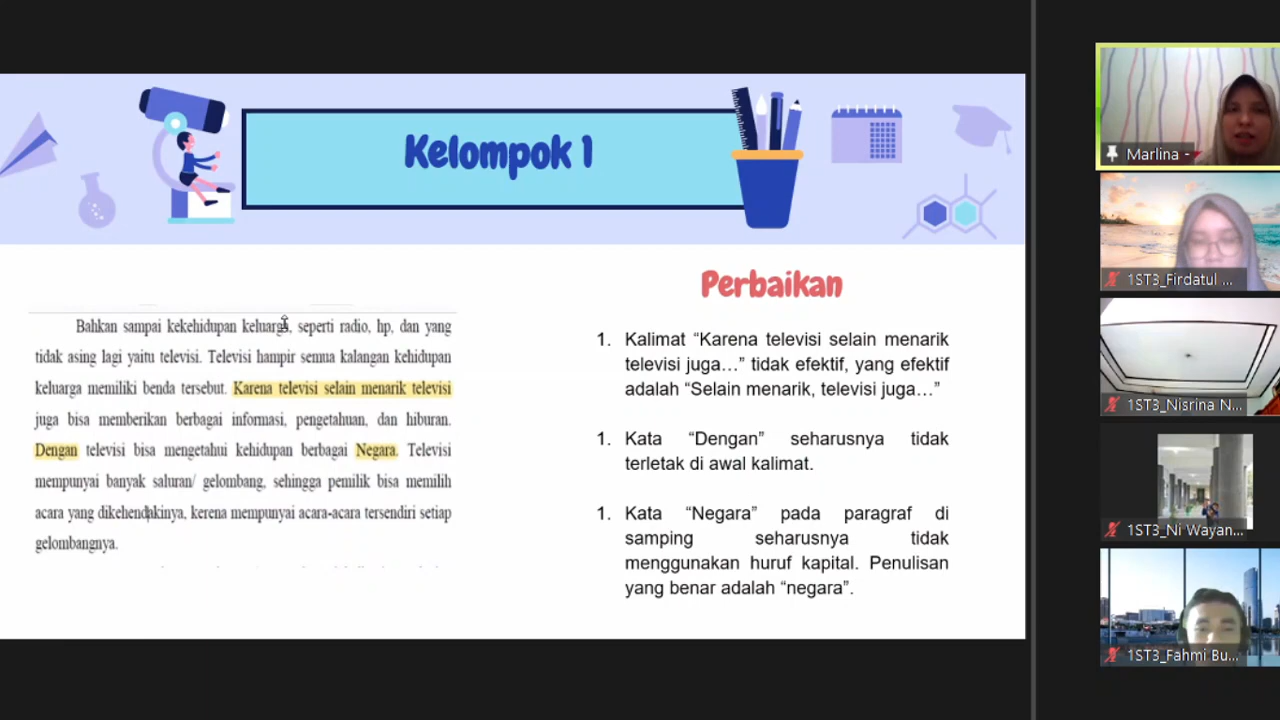 Kelompok 1
Bahkan sampai kekehidupan keluarga, seperti radio, hp, dan yang
tidak asing lagi yaitu televisi. Televisi hampir semua kalangan kehidupan
keluarga memiliki benda tersebut. Karena televisi selain menarik televisi
juga bisa memberikan berbagai informasi, pengetahuan, dan hiburan.
Dengan televisi bisa mengetahui kehidupan berbagai Negara. Televisi
mempunyai banyak saluran/ gelombang, sehingga pemilik bisa memilih
acara yang dikehendakinya, kerena mempunyai acara-acara tersendiri setiap
gelombangnya.
Perbaikan
1. Kalimat “Karena televisi selain menarik
televisi juga…” tidak efektif, yang efektif
adalah “Selain menarik, televisi juga…”
1. Kata “Dengan” seharusnya tidak
terletak di awal kalimat.
1. Kata “Negara” pada paragraf di
samping seharusnya tidak
menggunakan huruf kapital. Penulisan
yang benar adalah “negara”.
Marlina -
1ST3_Firdatul ...
1ST3_Nisrina N...
1ST3_Ni Wayan...
1ST3_Fahmi Bu...